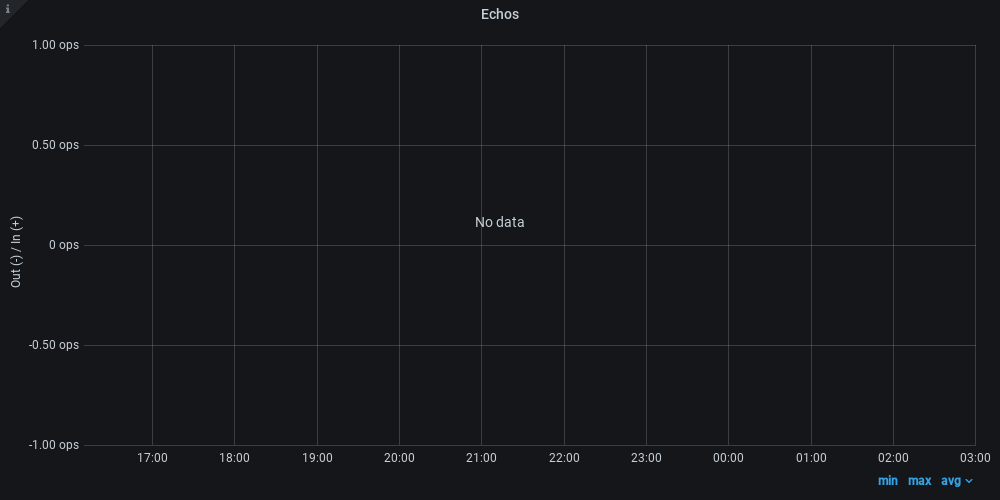 Echos
1.00 ops
0.50 ops
0 ops
-0.50 ops
-1.00 ops
Out (-) / In (+)
No data
17:00 18:00 19:00 20:00 21:00 22:00 23:00 00:00 01:00 02:00 03:00
min max avg